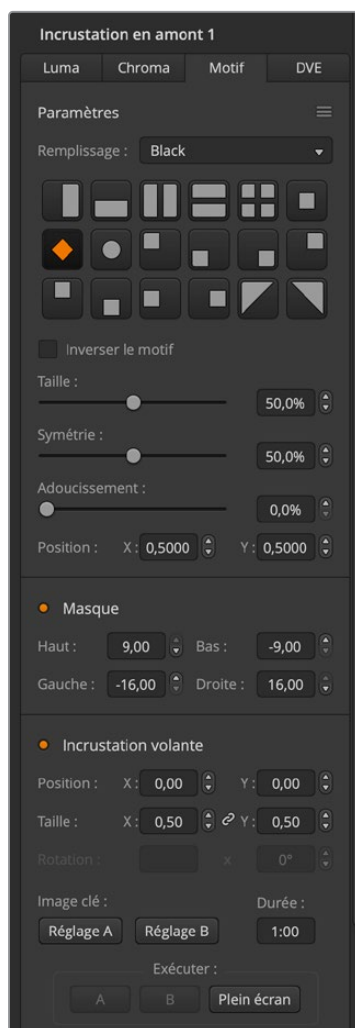 Incrustation en amont 1
Luma Chroma Motif DVE
Paramètres
Remplissage : Black
Inverser le motif
Taille :
50,0%
Symétrie :
50,0%
Adoucissement :
0,0%
Position : X : 0,5000 Y : 0,5000
Masque
Haut : 9,00 Bas : -9,00
Gauche : -16,00 Droite : 16,00
Incrustation volante
Position : X : 0,00 Y : 0,00
Taille : X : 0,50 Y : 0,50
Rotation : x 0°
Image clé : Durée :
Réglage A Réglage B 1:00
Exécuter :
A B Plein écran